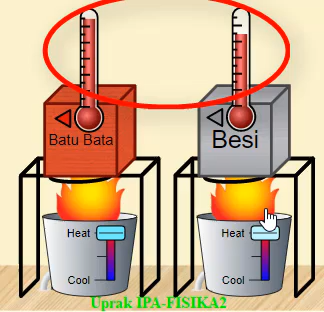 Batu Bata
Besi
Heat
Cool
Heat
Cool
Uprak IPA-FISIKA2